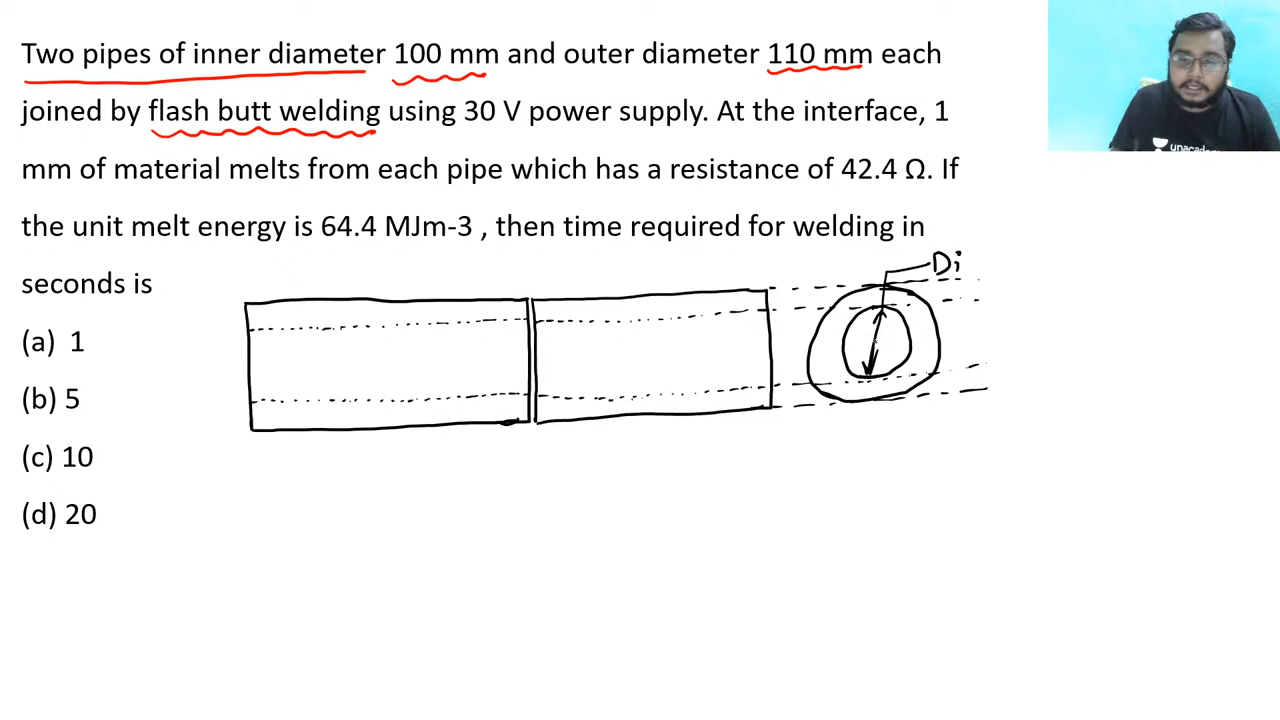 Two pipes of inner diameter 100 mm and outer diameter 110 mm each
joined by flash butt welding using 30 V power supply. At the interface, 1
mm of material melts from each pipe which has a resistance of 42.4 Ω. If
the unit melt energy is 64.4 MJm-3 , then time required for welding in
seconds is
Di
(a) 1
(b) 5
(c) 10
(d) 20